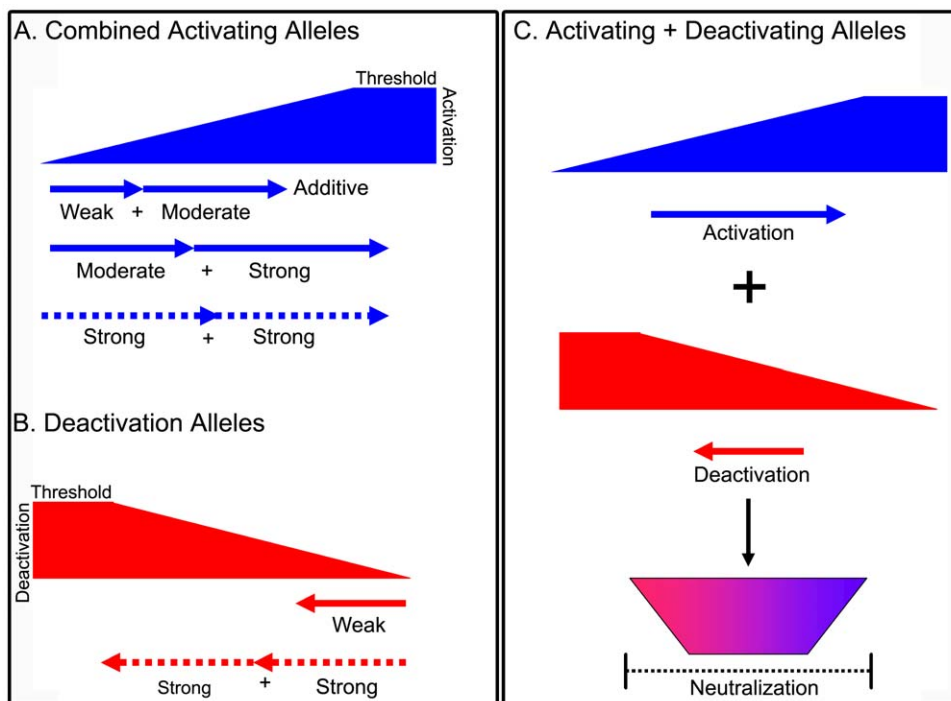 A. Combined Activating Alleles
Threshold
Activation
Additive
Weak + Moderate
Moderate + Strong
Strong + Strong
B. Deactivation Alleles
Threshold
Deactivation
Weak
Strong + Strong
C. Activating + Deactivating Alleles
Activation
+
Deactivation
Neutralization